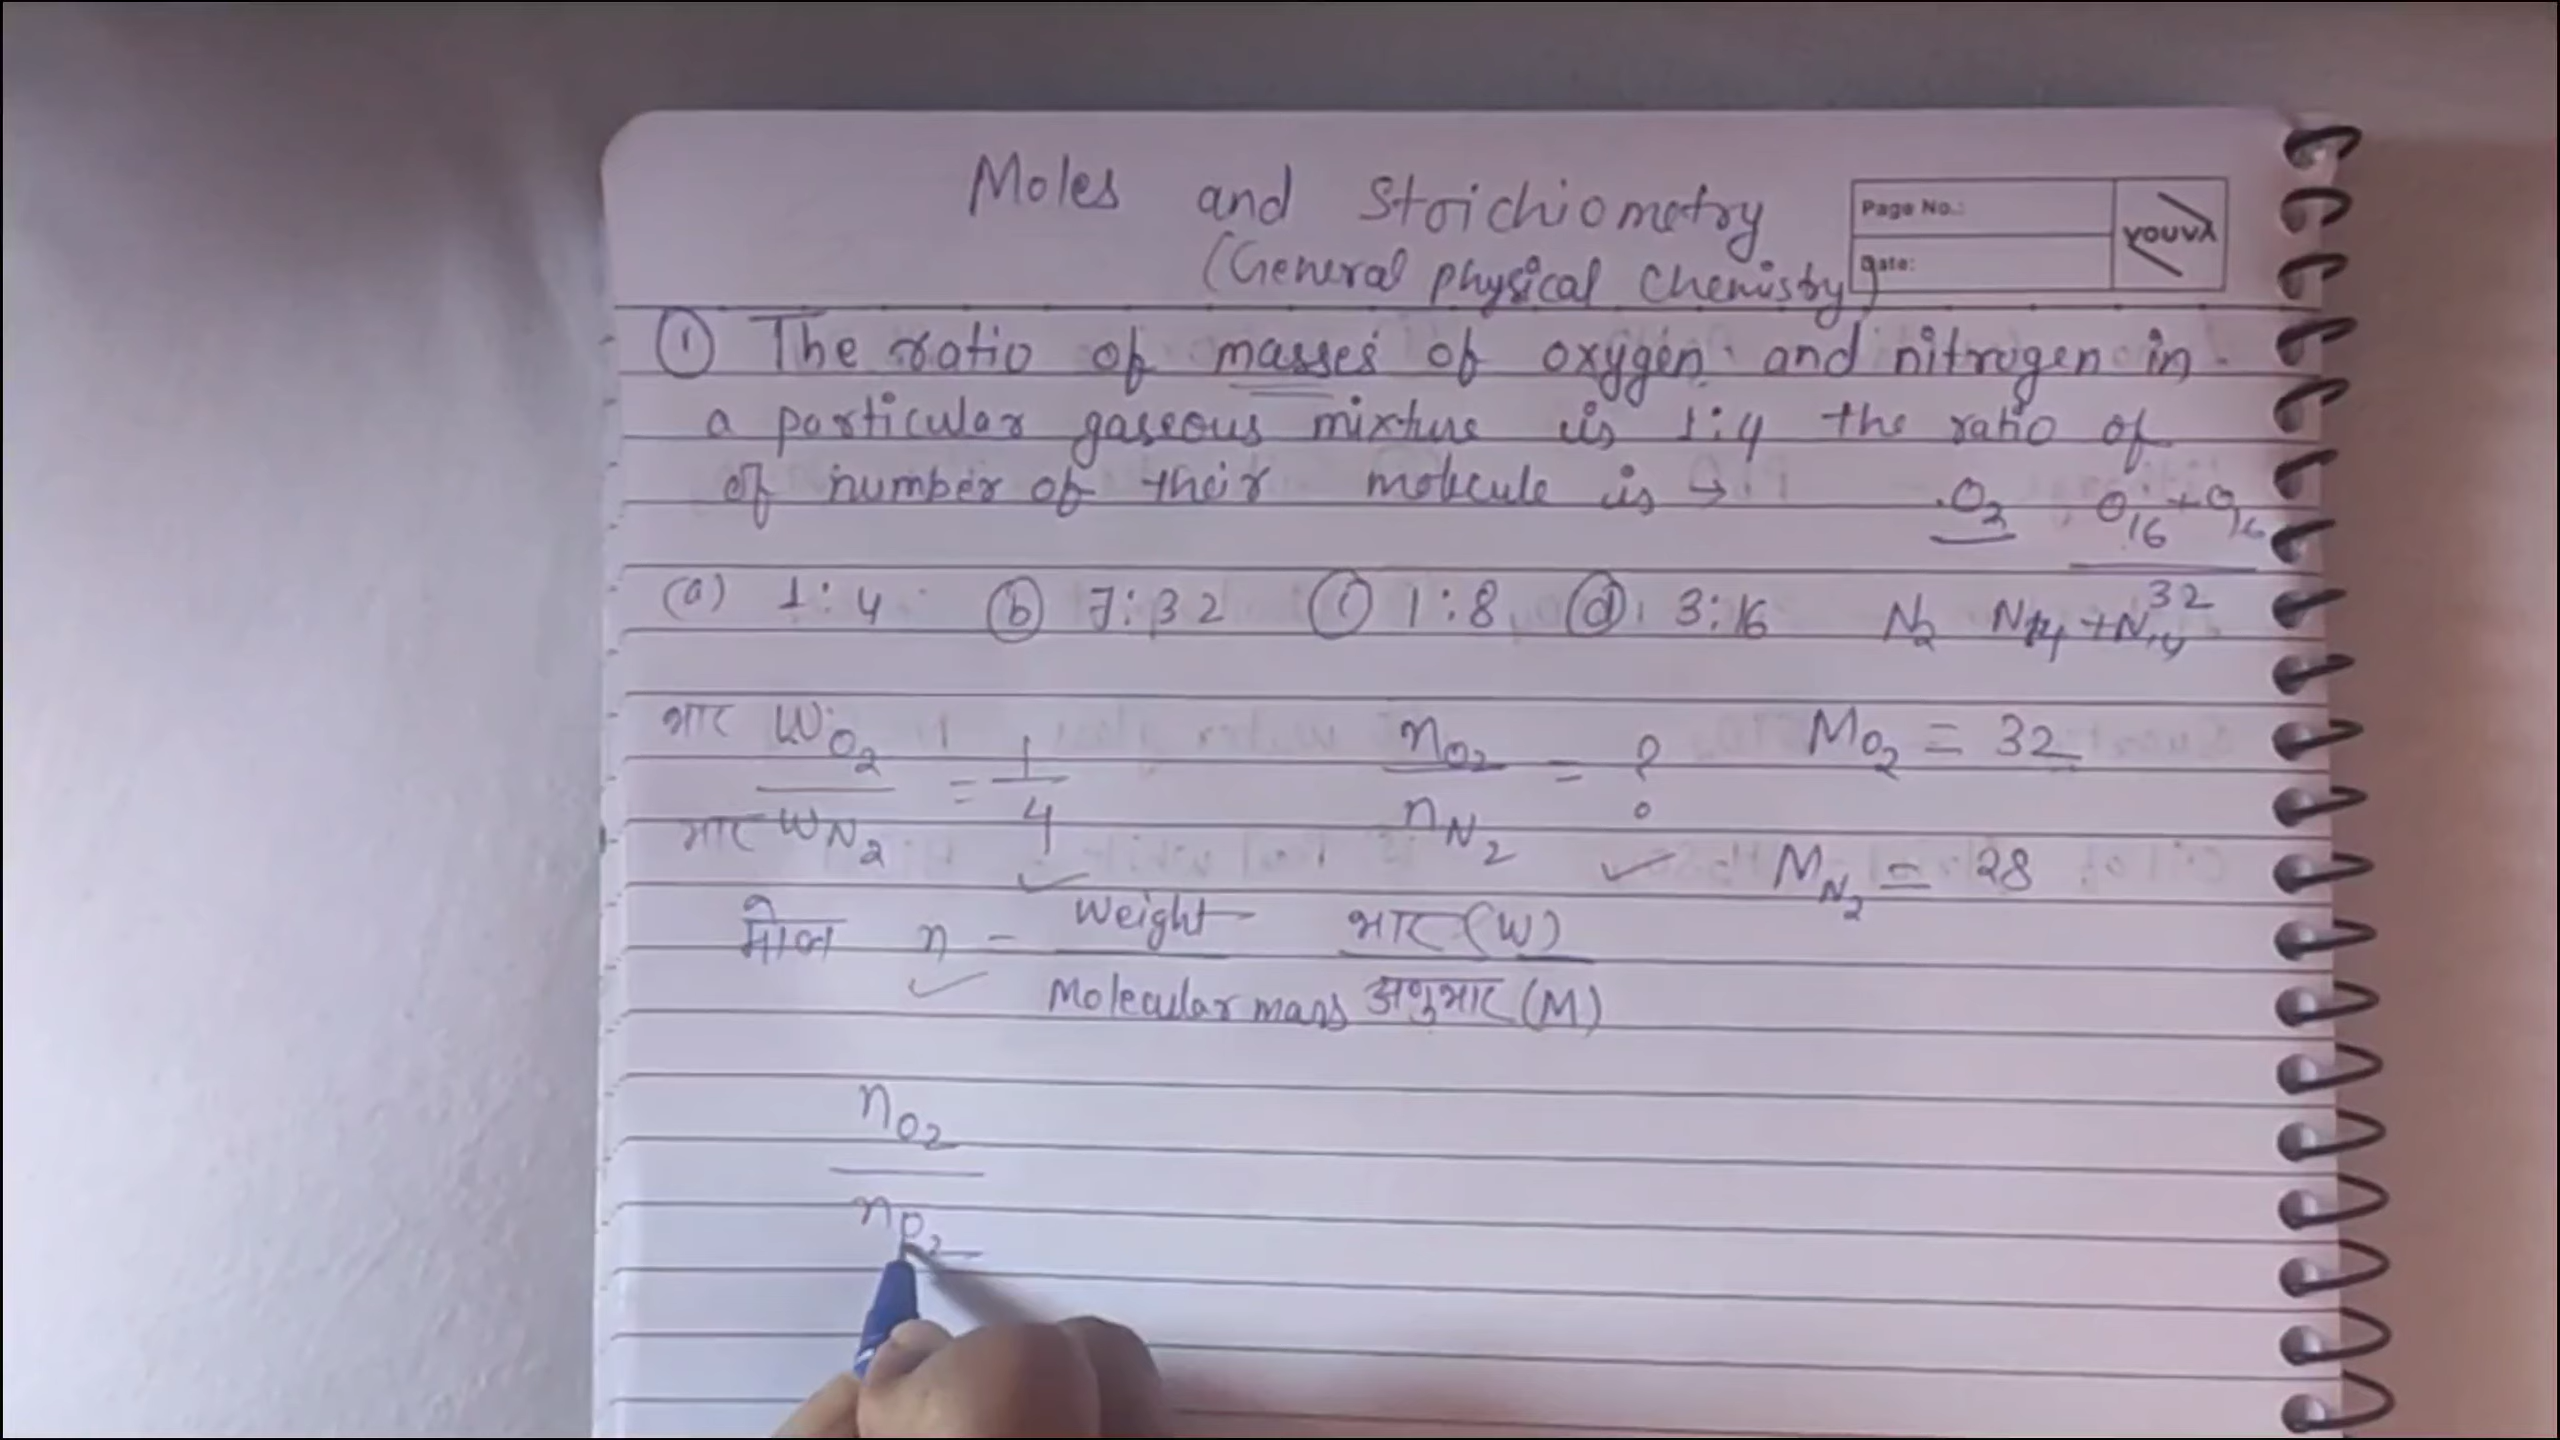 Moles and Stoichiometry
(General physical Chemistry)
Page No.:
Date:
YOUVA
① The ratio of masses of oxygen and nitrogen in
a particular gaseous mixture is 1:4 the ratio of
of number of their molecule is →
O2 O16 + O16
32
(a) 1:4 (b) 7:32 (c) 1:8 (d) 3:16
N2 N14 + N14
भार WO2 / भार WN2 = 1/4
nO2 / nN2 = ?
MO2 = 32
MN2 = 28
मोल n = Weight / Molecular mass भार (W) / अणुभार (M)
nO2
n